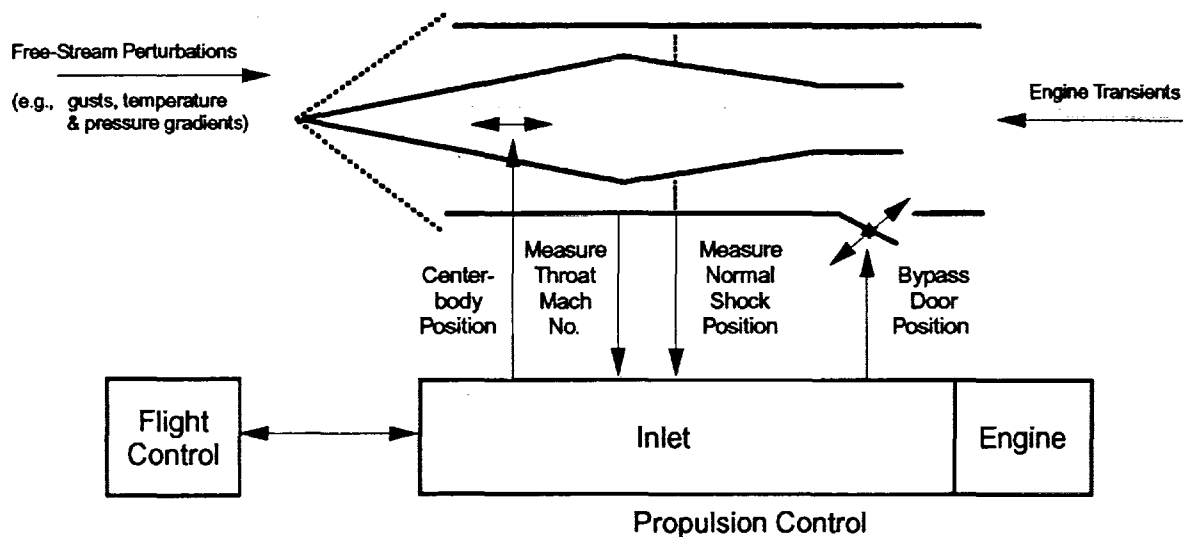 Free-Stream Perturbations
(e.g., gusts, temperature
& pressure gradients)
Engine Transients
Center-
body
Position
Measure
Throat
Mach
No.
Measure
Normal
Shock
Position
Bypass
Door
Position
Flight
Control
Inlet
Engine
Propulsion Control